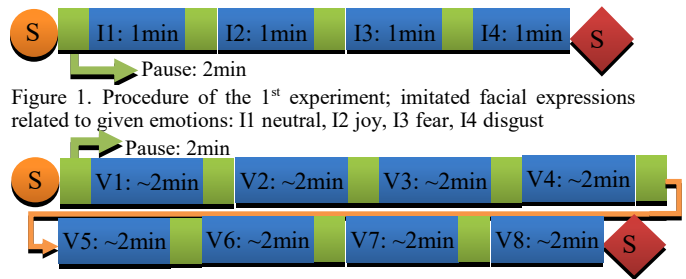 S I1: 1min I2: 1min I3: 1min I4: 1min S
Pause: 2min
Figure 1. Procedure of the 1st experiment; imitated facial expressions
related to given emotions: I1 neutral, I2 joy, I3 fear, I4 disgust
Pause: 2min
S V1: ~2min V2: ~2min V3: ~2min V4: ~2min
V5: ~2min V6: ~2min V7: ~2min V8: ~2min S